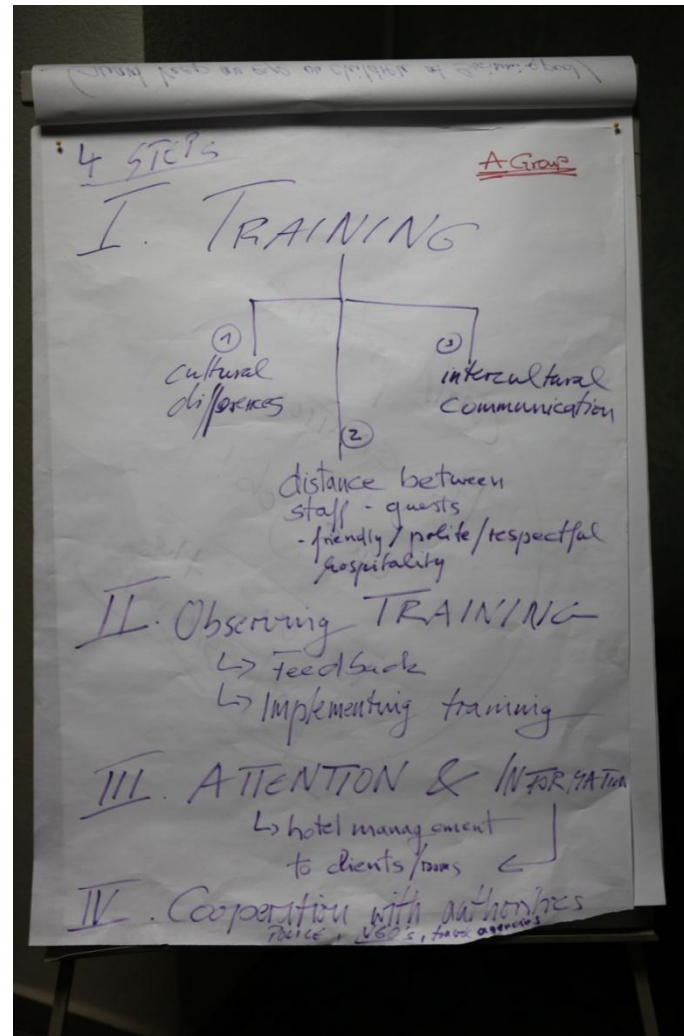 4 STEPS
A-Group
I. TRAINING
1
cultural
differences
3
intercultural
communication
2
distance between
staff - guests
- friendly / polite / respectful
hospitality
II. Observing TRAINING
↳ Feedback
↳ Implementing training
III. ATTENTION & INFORMATION
↳ hotel management
to clients/rooms
IV. Cooperation with authorities
POLICE, NGO's, travel agencies